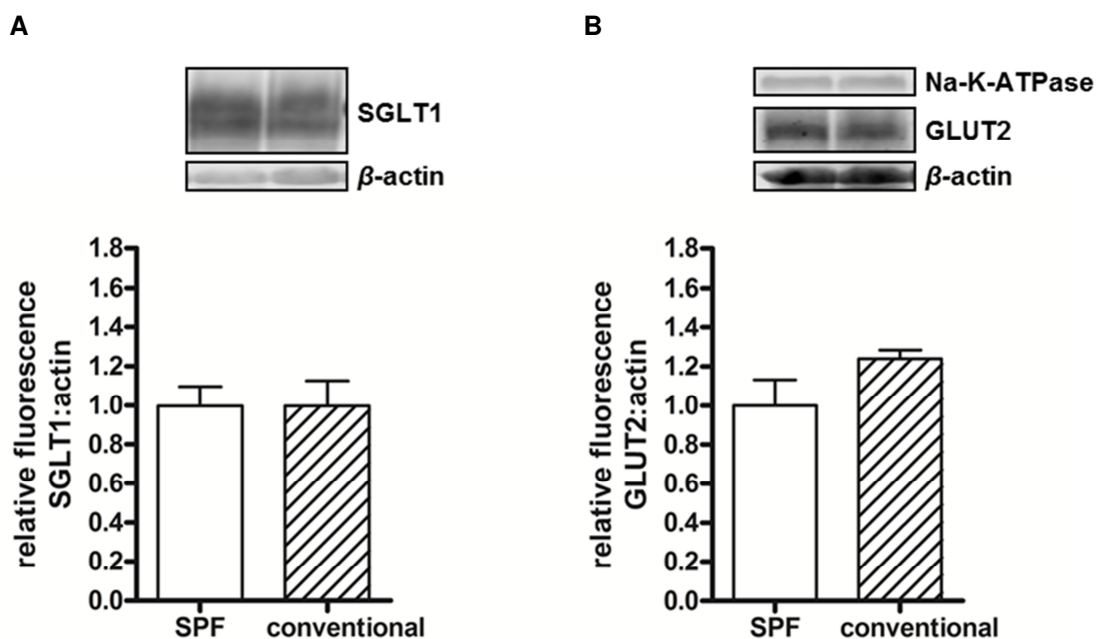 A
SGLT1
β-actin
relative fluorescence
SGLT1:actin
1.8
1.6
1.4
1.2
1.0
0.8
0.6
0.4
0.2
0.0
SPF conventional
B
Na-K-ATPase
GLUT2
β-actin
relative fluorescence
GLUT2:actin
1.8
1.6
1.4
1.2
1.0
0.8
0.6
0.4
0.2
0.0
SPF conventional